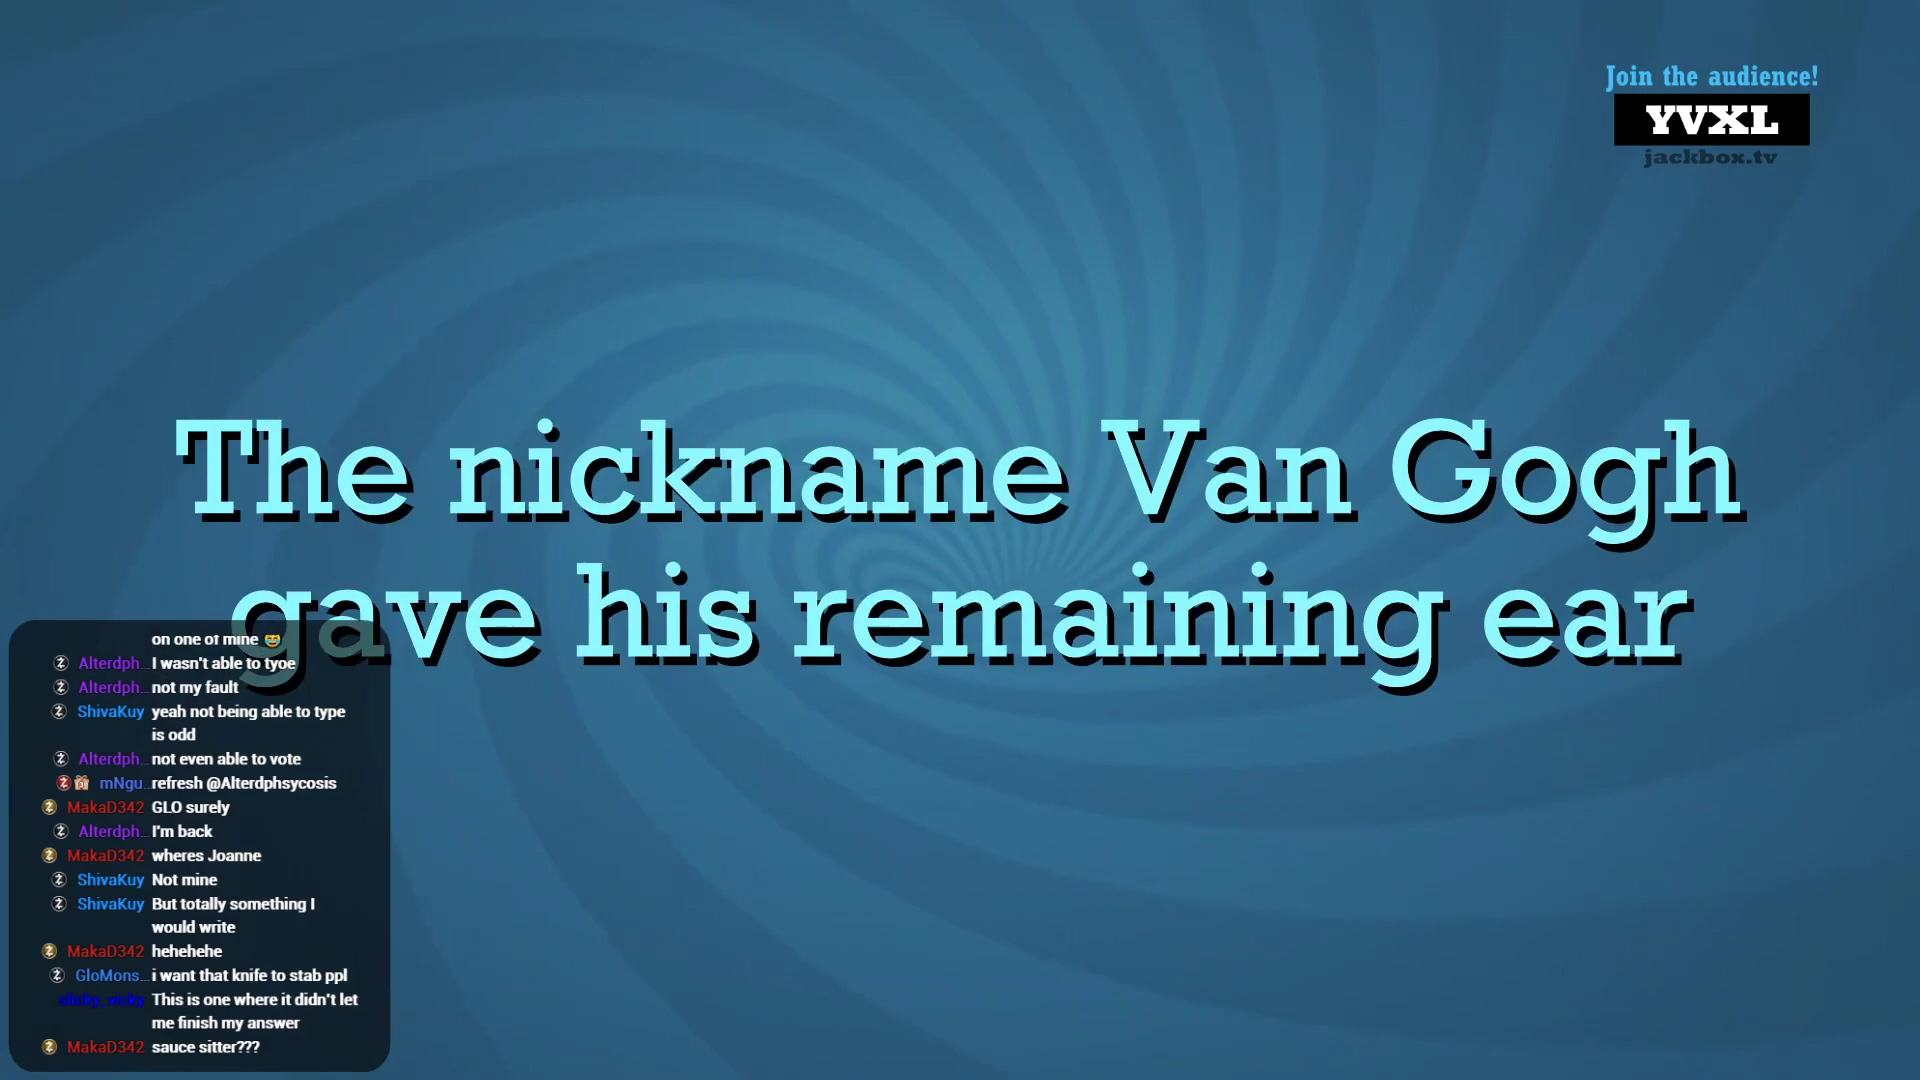 Join the audience!
YVXL
jackbox.tv
The nickname Van Gogh
gave his remaining ear
on one of mine
Alterdph... I wasn't able to tyoe
Alterdph... not my fault
ShivaKuy yeah not being able to type
is odd
Alterdph... not even able to vote
mNgu... refresh @Alterdphsycosis
MakaD342 GLO surely
Alterdph... I'm back
MakaD342 wheres Joanne
ShivaKuy Not mine
ShivaKuy But totally something I
would write
MakaD342 hehehehe
GloMons... i want that knife to stab ppl
slicky_vicky This is one where it didn't let
me finish my answer
MakaD342 sauce sitter???